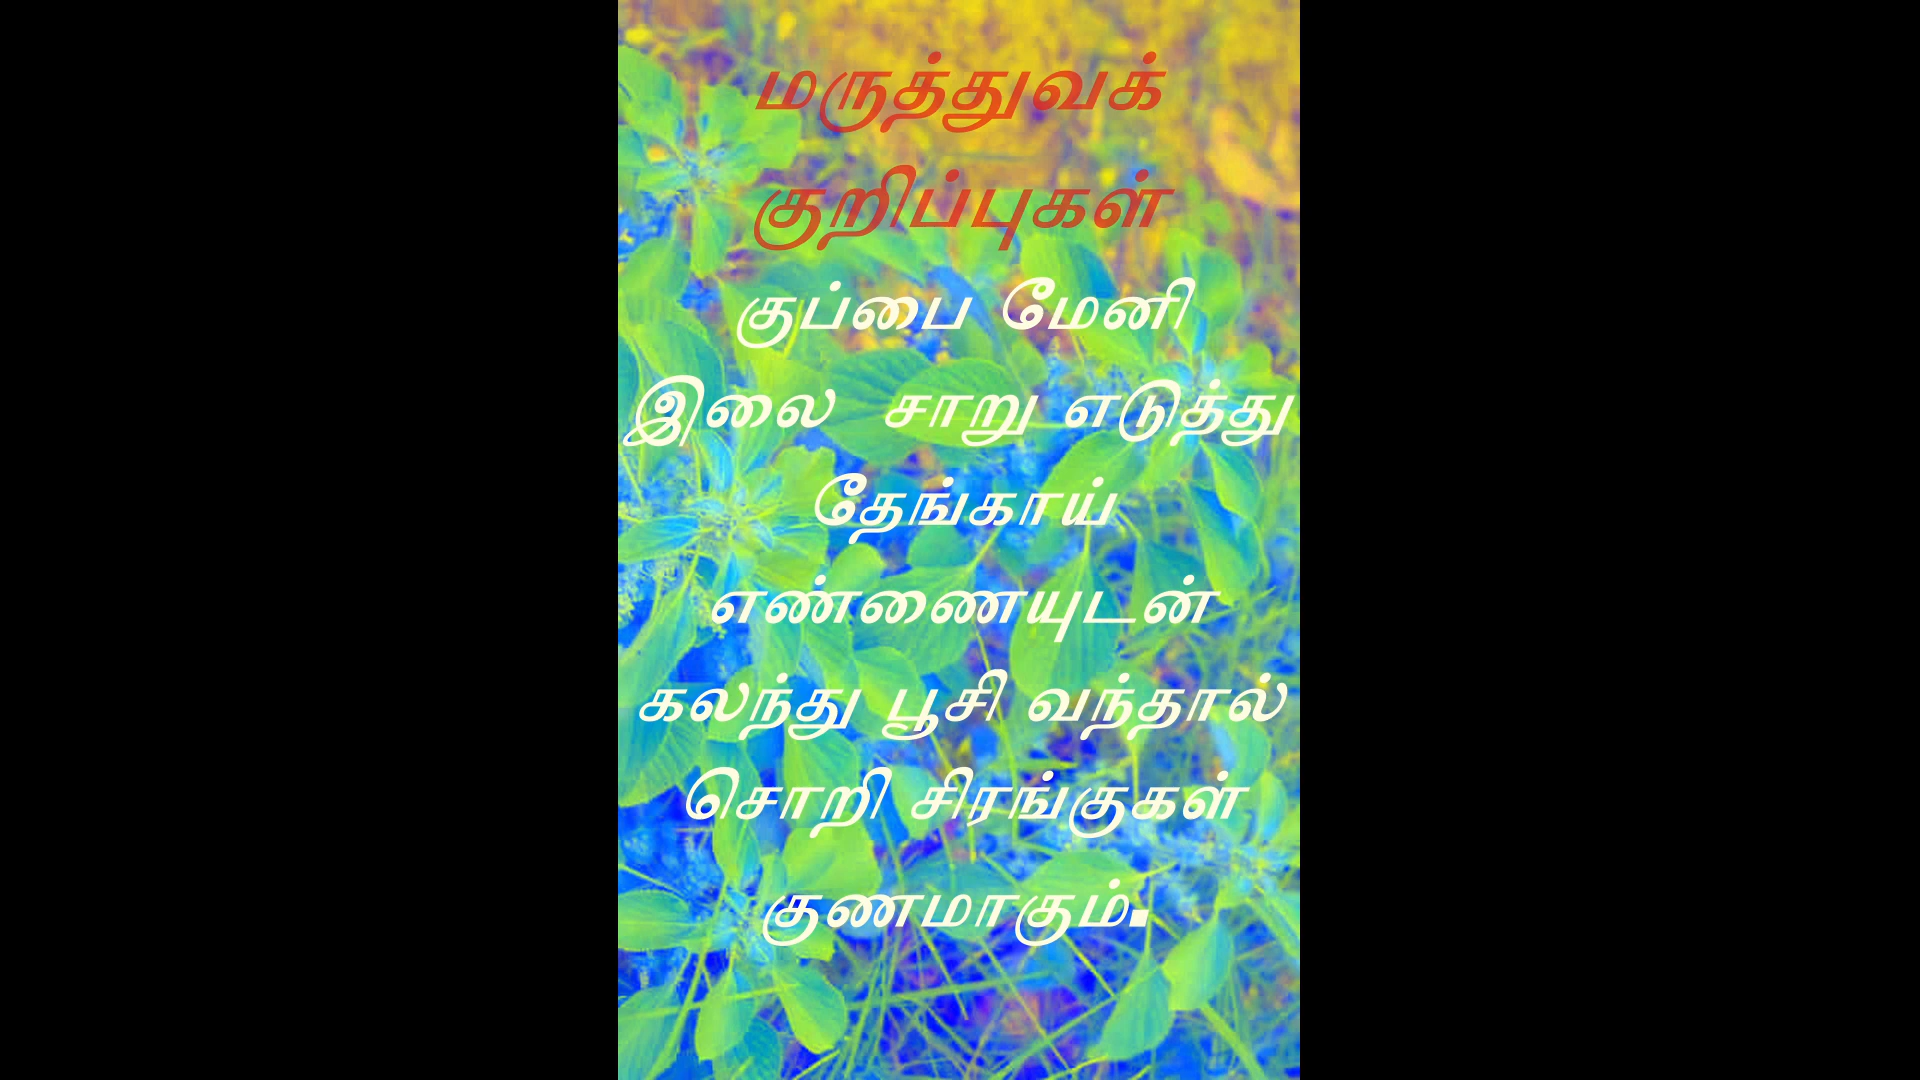 மருத்துவக்
குறிப்புகள்
குப்பை மேனி
இலை சாறு எடுத்து
தேங்காய்
எண்ணையுடன்
கலந்து பூசி வந்தால்
சொறி சிரங்குகள்
குணமாகும்.